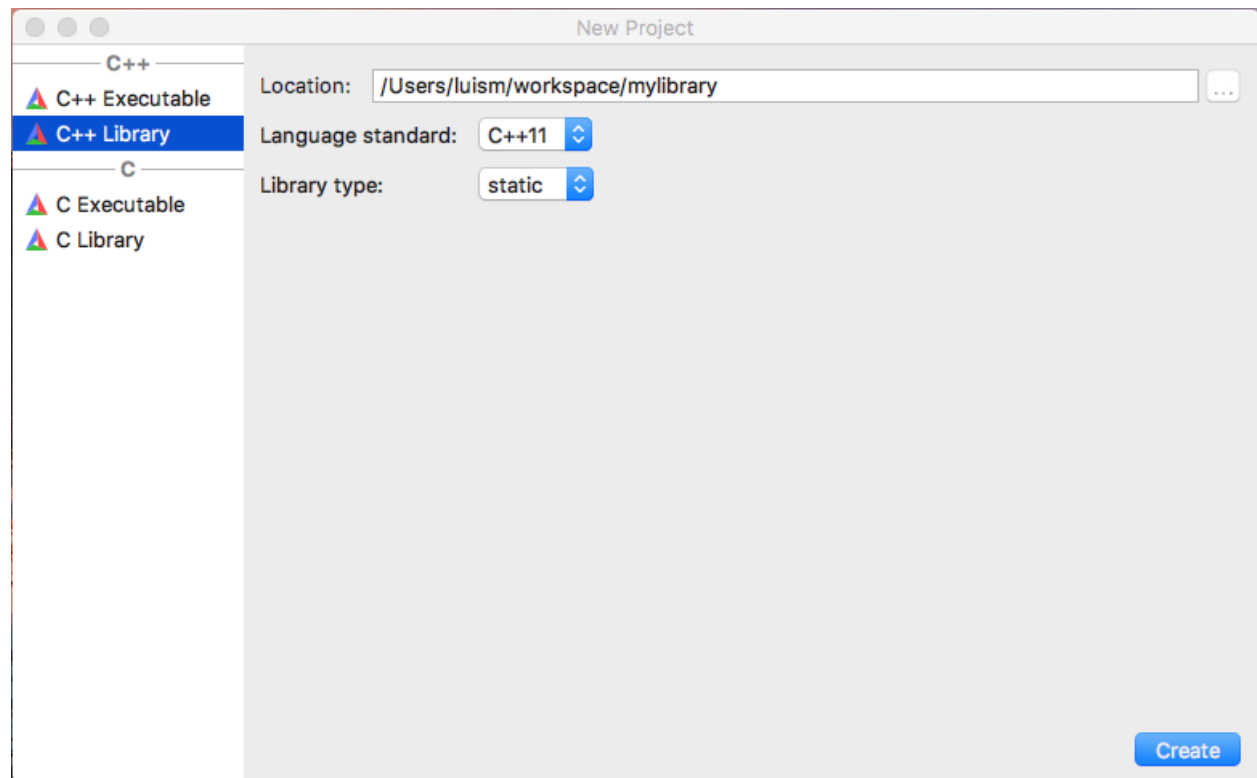 New Project
C++
C++ Executable
C++ Library
C
C Executable
C Library
Location: /Users/luism/workspace/mylibrary ...
Language standard: C++11
Library type: static
Create